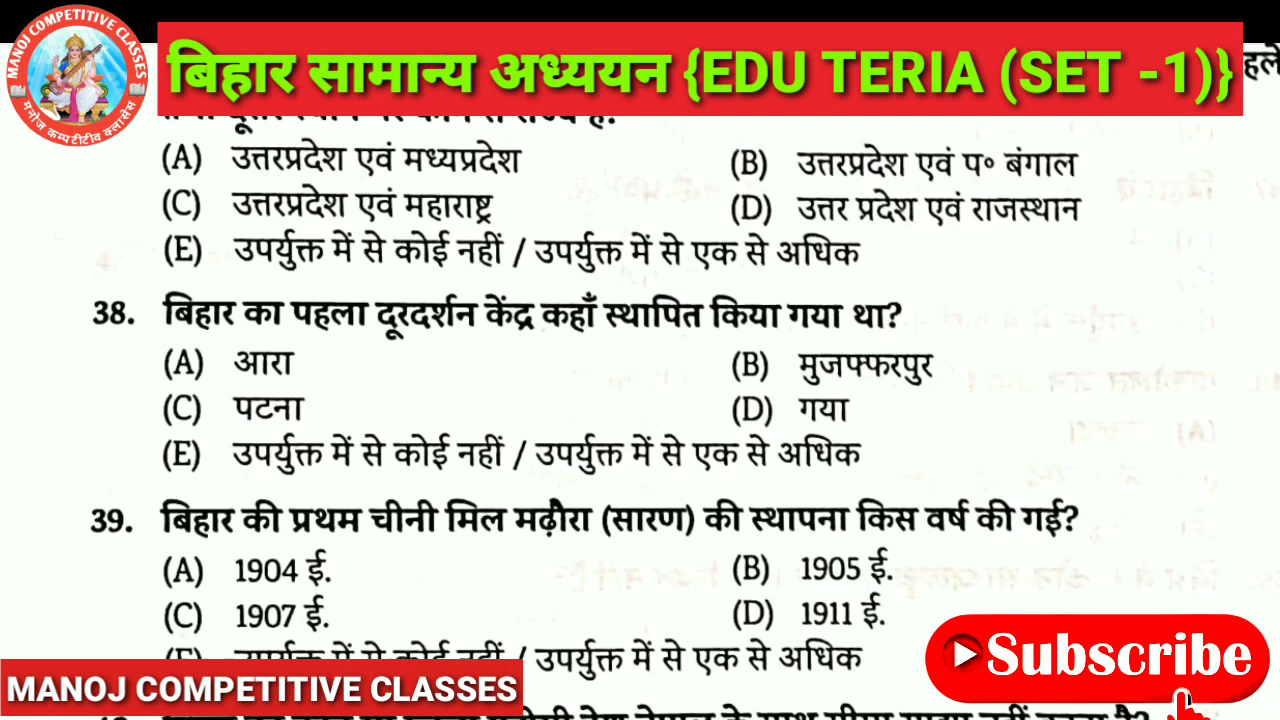 MANOJ COMPETITIVE CLASSES
मनोज कम्पटीटीव क्लासेस
बिहार सामान्य अध्ययन {EDU TERIA (SET -1)}
हले
(A) उत्तरप्रदेश एवं मध्यप्रदेश (B) उत्तरप्रदेश एवं प॰ बंगाल
(C) उत्तरप्रदेश एवं महाराष्ट्र (D) उत्तर प्रदेश एवं राजस्थान
(E) उपर्युक्त में से कोई नहीं / उपर्युक्त में से एक से अधिक
38. बिहार का पहला दूरदर्शन केंद्र कहाँ स्थापित किया गया था?
(A) आरा (B) मुजफ्फरपुर
(C) पटना (D) गया
(E) उपर्युक्त में से कोई नहीं / उपर्युक्त में से एक से अधिक
39. बिहार की प्रथम चीनी मिल मढ़ौरा (सारण) की स्थापना किस वर्ष की गई?
(A) 1904 ई. (B) 1905 ई.
(C) 1907 ई. (D) 1911 ई.
(E) उपर्युक्त में से कोई नहीं / उपर्युक्त में से एक से अधिक
Subscribe
MANOJ COMPETITIVE CLASSES